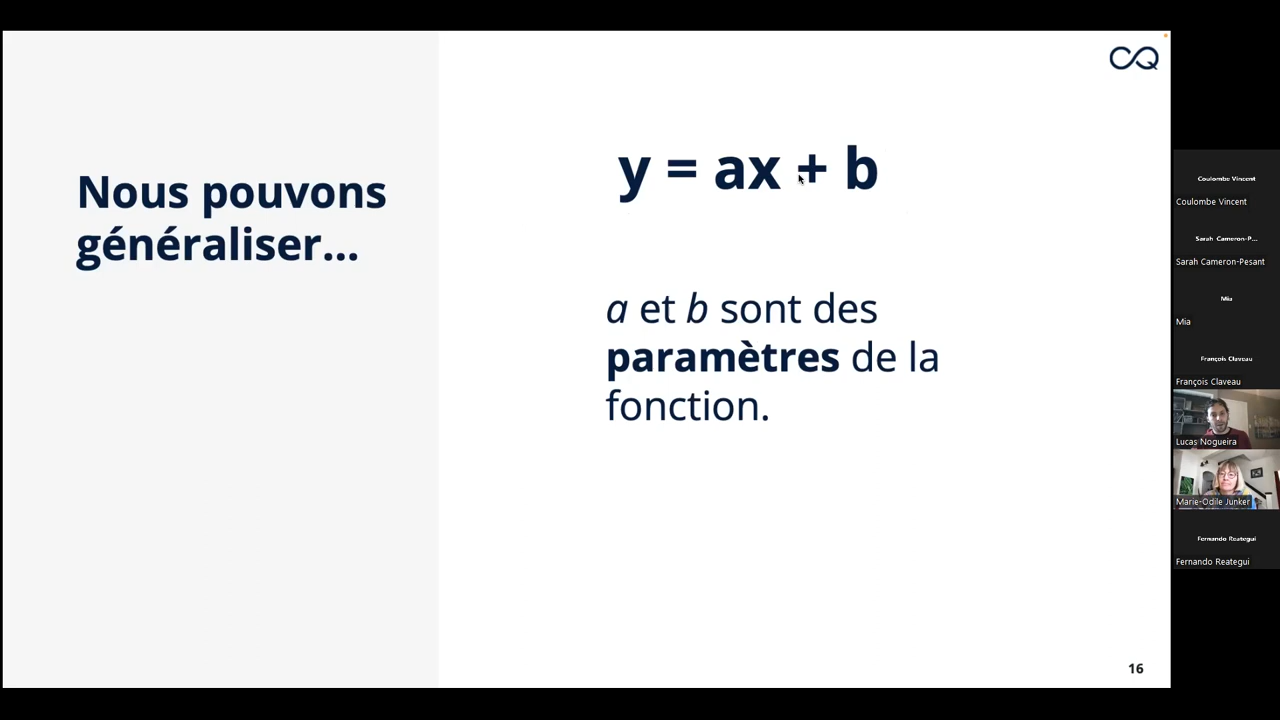 CQ
Nous pouvons
généraliser...
y = ax + b
a et b sont des
paramètres de la
fonction.
16
Coulombe Vincent
Coulombe Vincent
Sarah Cameron-P...
Sarah Cameron-Pesant
Mia
Mia
François Claveau
François Claveau
Lucas Nogueira
Marie-Odile Junker
Fernando Reategui
Fernando Reategui